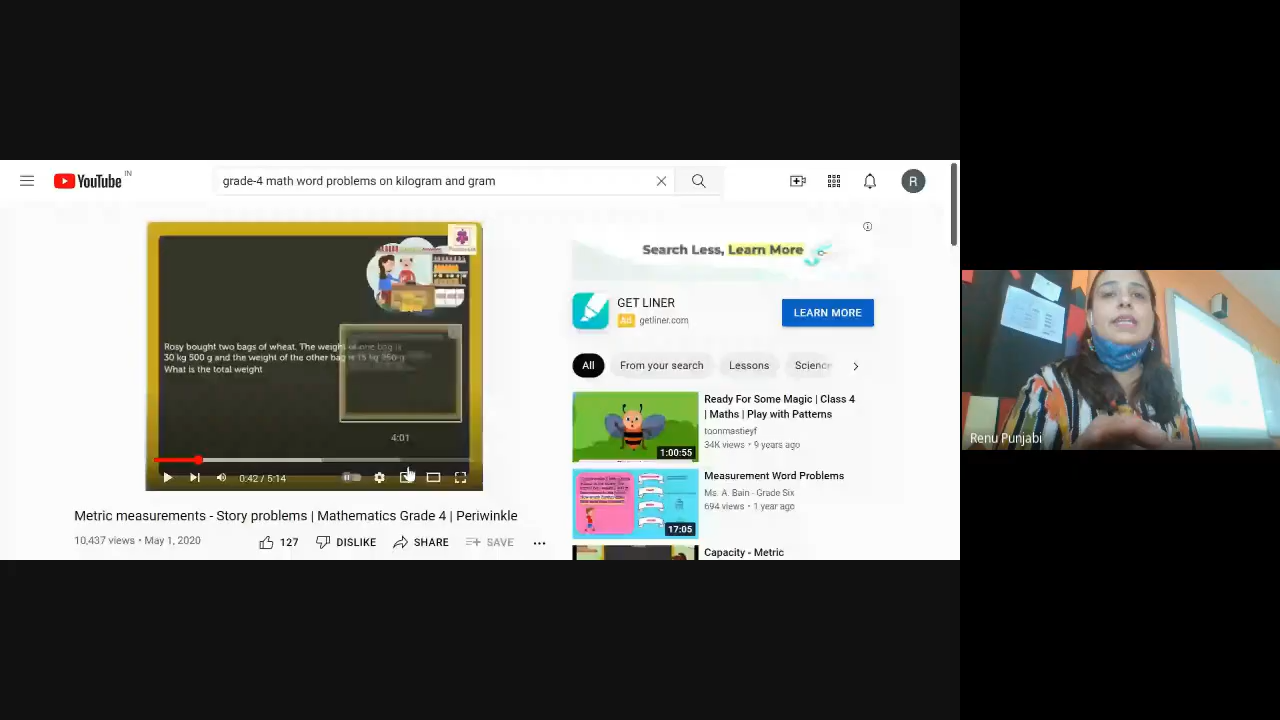 YouTube IN
grade-4 math word problems on kilogram and gram
R
Rosy bought two bags of wheat. The weight of one bag is
30 kg 500 g and the weight of the other bag is 15 kg 350 g
What is the total weight
4:01
0:42 / 5:14
Metric measurements - Story problems | Mathematics Grade 4 | Periwinkle
10,437 views • May 1, 2020
127
DISLIKE
SHARE
SAVE
Search Less, Learn More
GET LINER
Ad getliner.com
LEARN MORE
All
From your search
Lessons
Science
Ready For Some Magic | Class 4
| Maths | Play with Patterns
toonmastieyf
34K views • 9 years ago
1:00:55
Measurement Word Problems
Ms. A. Bain - Grade Six
694 views • 1 year ago
17:05
Capacity - Metric
Renu Punjabi